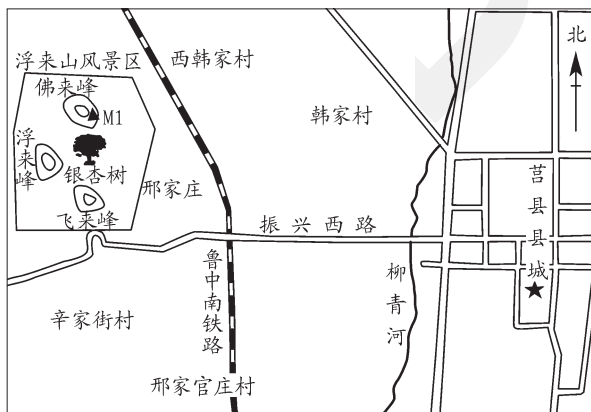 北
浮来山风景区
佛来峰
M1
浮来峰
银杏树
飞来峰
西韩家村
韩家村
邢家庄
振兴西路
莒县县城
鲁中南铁路
柳青河
辛家街村
邢家官庄村